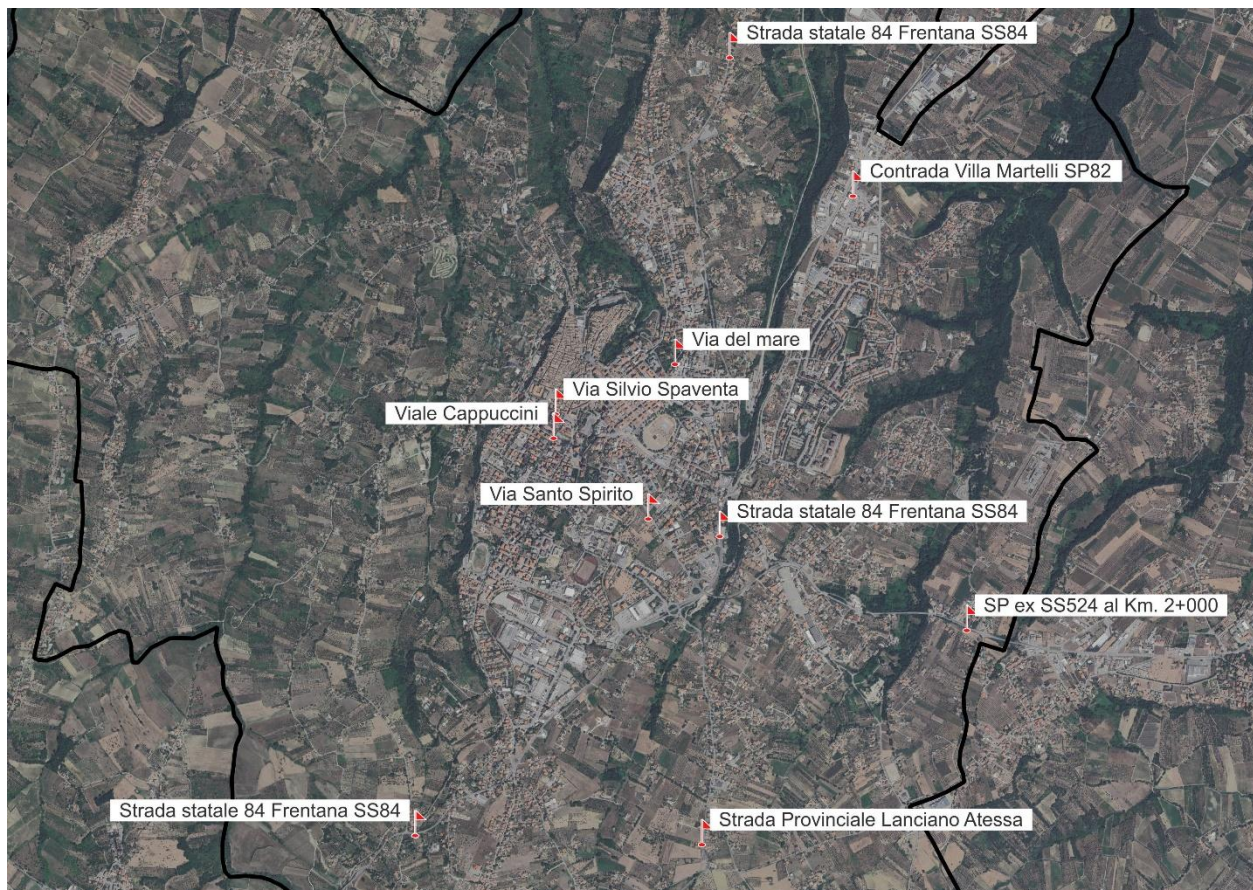 Strada statale 84 Frentana SS84
Contrada Villa Martelli SP82
Via del mare
Via Silvio Spaventa
Viale Cappuccini
Via Santo Spirito
Strada statale 84 Frentana SS84
SP ex SS524 al Km. 2+000
Strada statale 84 Frentana SS84
Strada Provinciale Lanciano Atessa